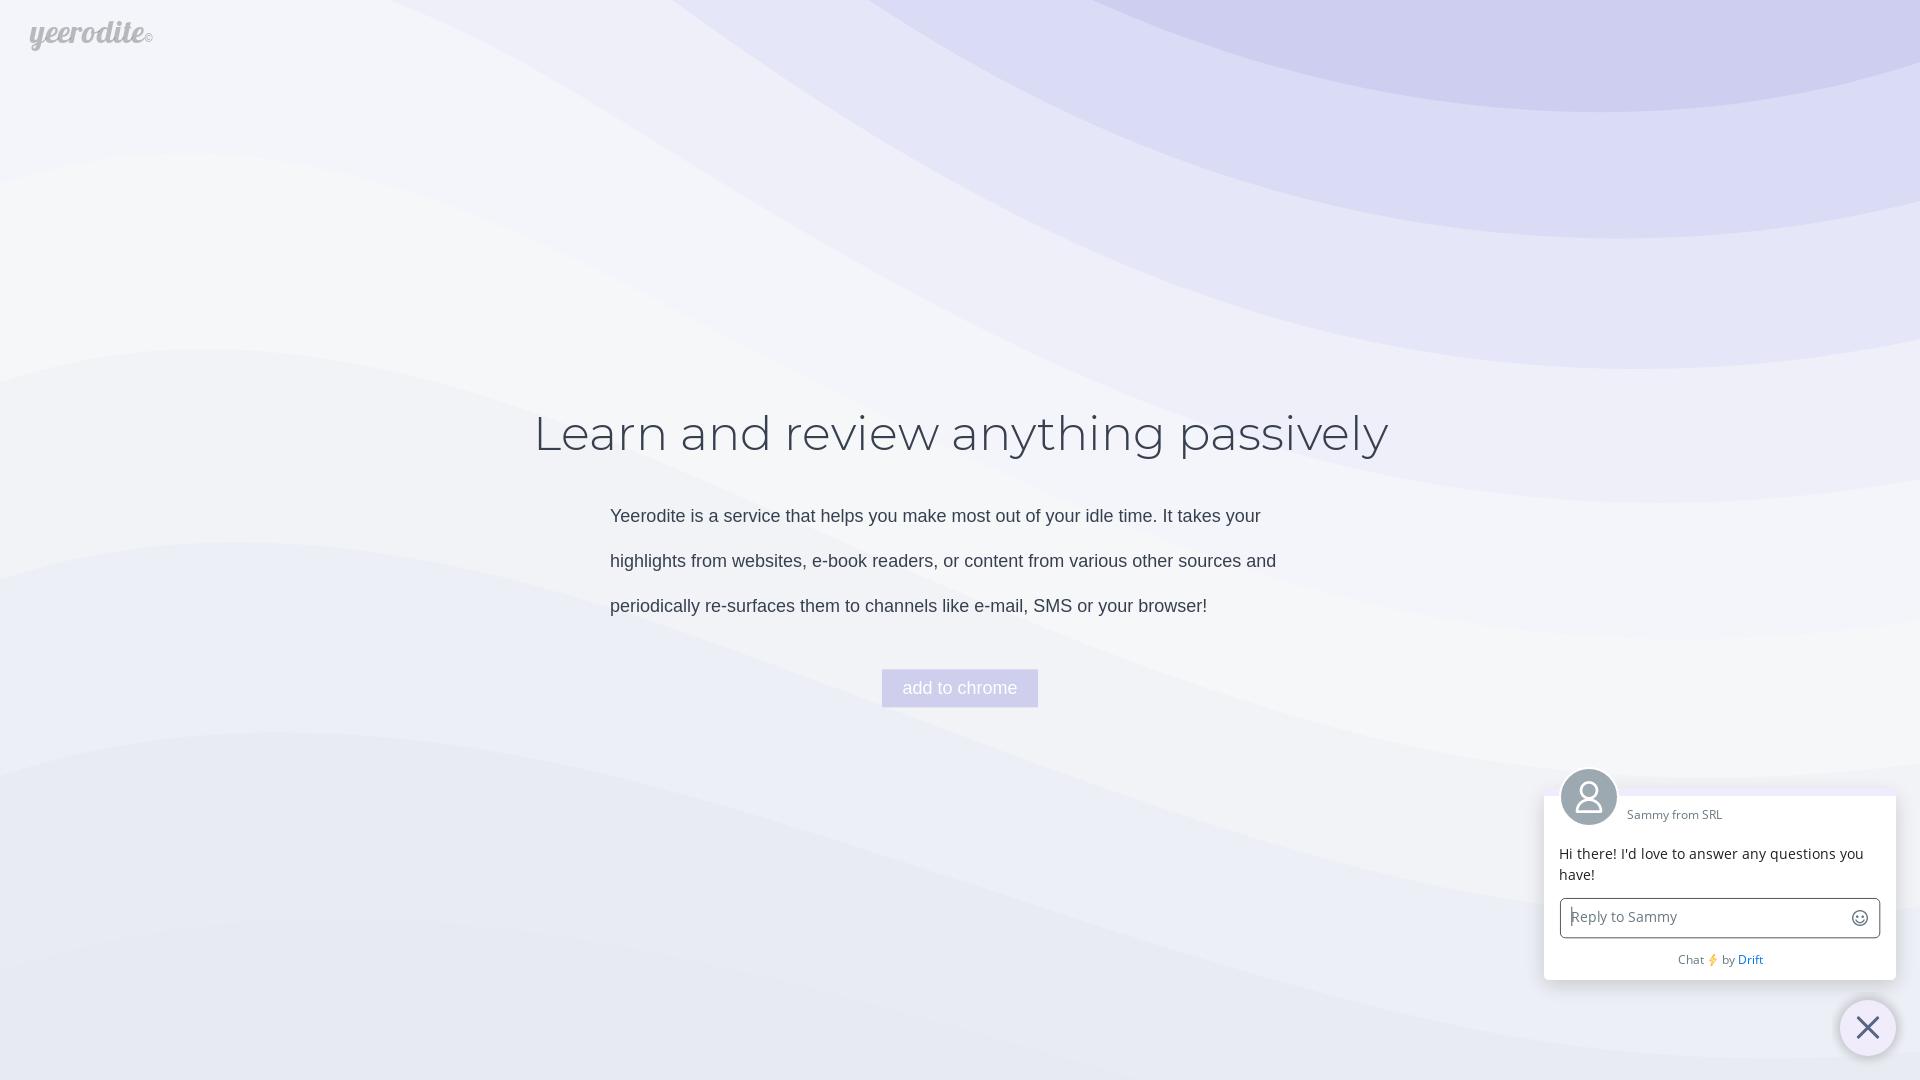 yeerodite©
Learn and review anything passively
Yeerodite is a service that helps you make most out of your idle time. It takes your
highlights from websites, e-book readers, or content from various other sources and
periodically re-surfaces them to channels like e-mail, SMS or your browser!
add to chrome
Sammy from SRL
Hi there! I'd love to answer any questions you
have!
Reply to Sammy
Chat ⚡ by Drift